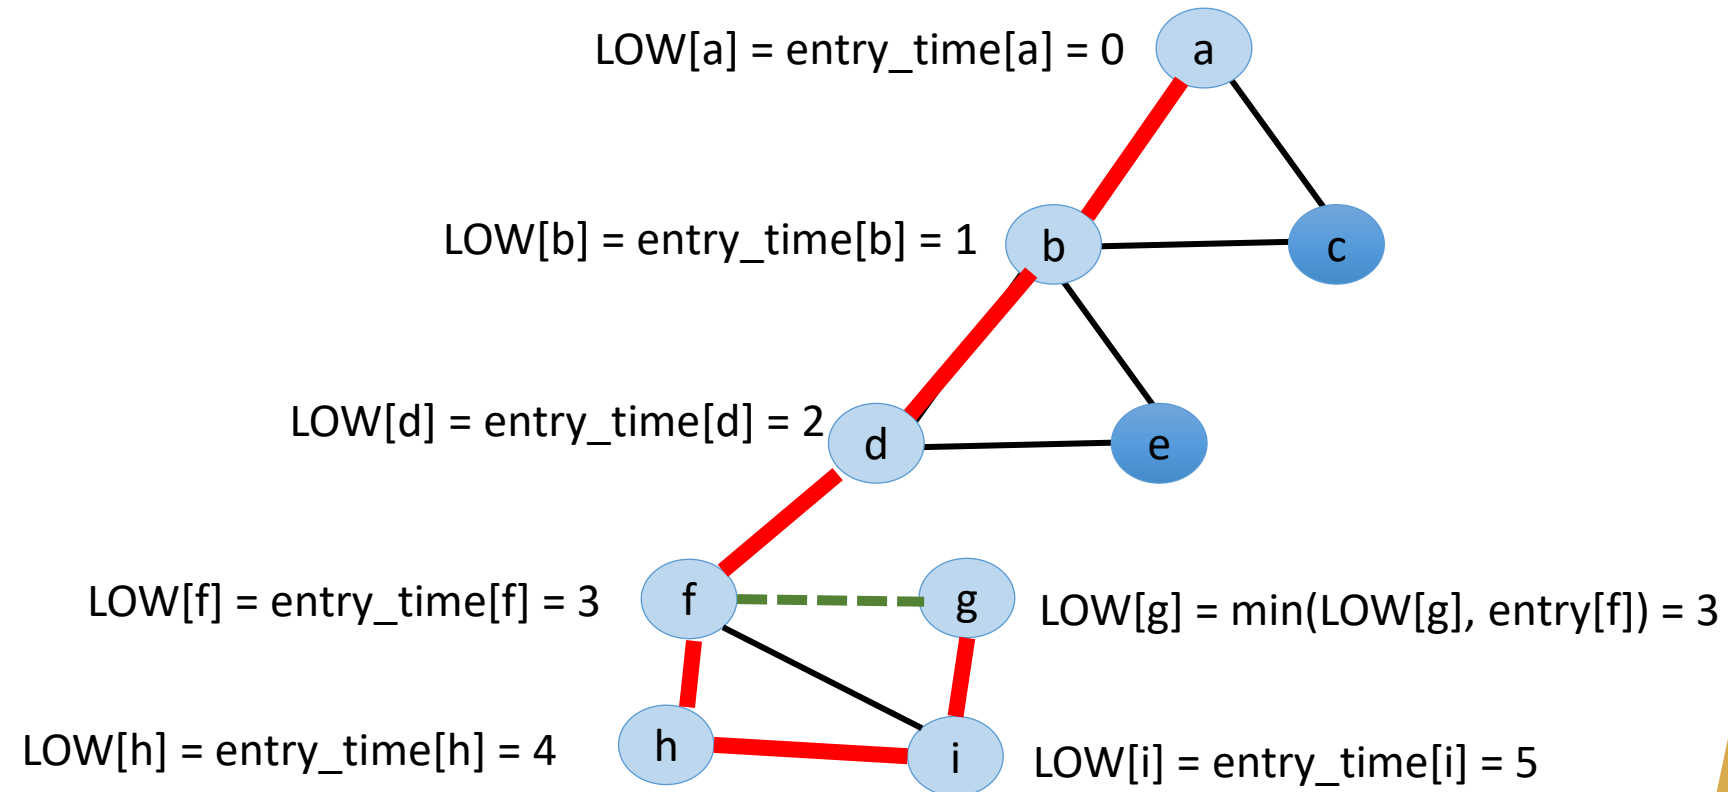 LOW[a] = entry_time[a] = 0
a
LOW[b] = entry_time[b] = 1
b
c
LOW[d] = entry_time[d] = 2
d
e
LOW[f] = entry_time[f] = 3
f
g
LOW[g] = min(LOW[g], entry[f]) = 3
LOW[h] = entry_time[h] = 4
h
i
LOW[i] = entry_time[i] = 5